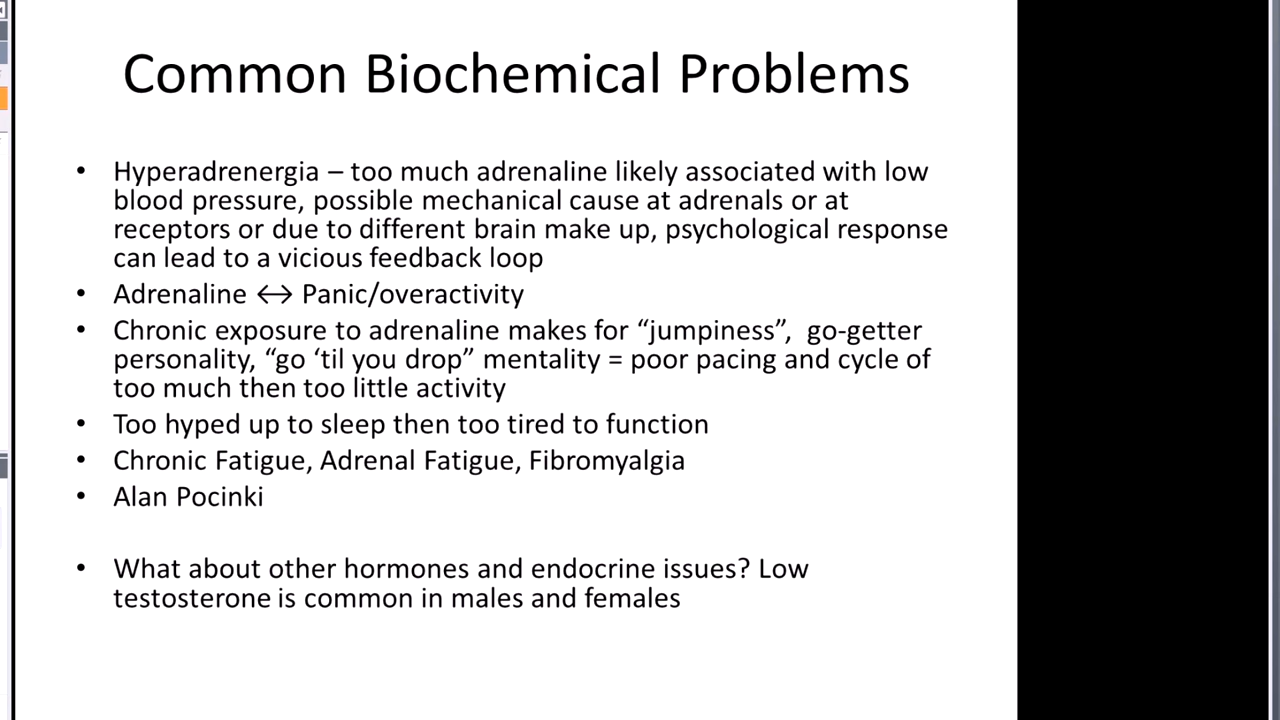 Common Biochemical Problems
• Hyperadrenergia – too much adrenaline likely associated with low
blood pressure, possible mechanical cause at adrenals or at
receptors or due to different brain make up, psychological response
can lead to a vicious feedback loop
• Adrenaline ↔ Panic/overactivity
• Chronic exposure to adrenaline makes for “jumpiness”,  go-getter
personality, “go ‘til you drop” mentality = poor pacing and cycle of
too much then too little activity
• Too hyped up to sleep then too tired to function
• Chronic Fatigue, Adrenal Fatigue, Fibromyalgia
• Alan Pocinki
• What about other hormones and endocrine issues? Low
testosterone is common in males and females